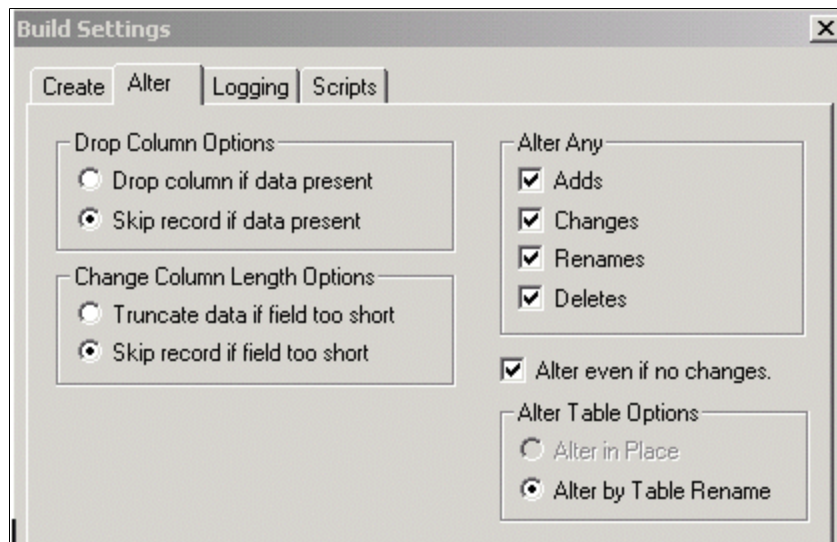 Build Settings
Create
Alter
Logging
Scripts
Drop Column Options
Drop column if data present
Skip record if data present
Change Column Length Options
Truncate data if field too short
Skip record if field too short
Alter Any
Adds
Changes
Renames
Deletes
Alter even if no changes.
Alter Table Options
Alter in Place
Alter by Table Rename